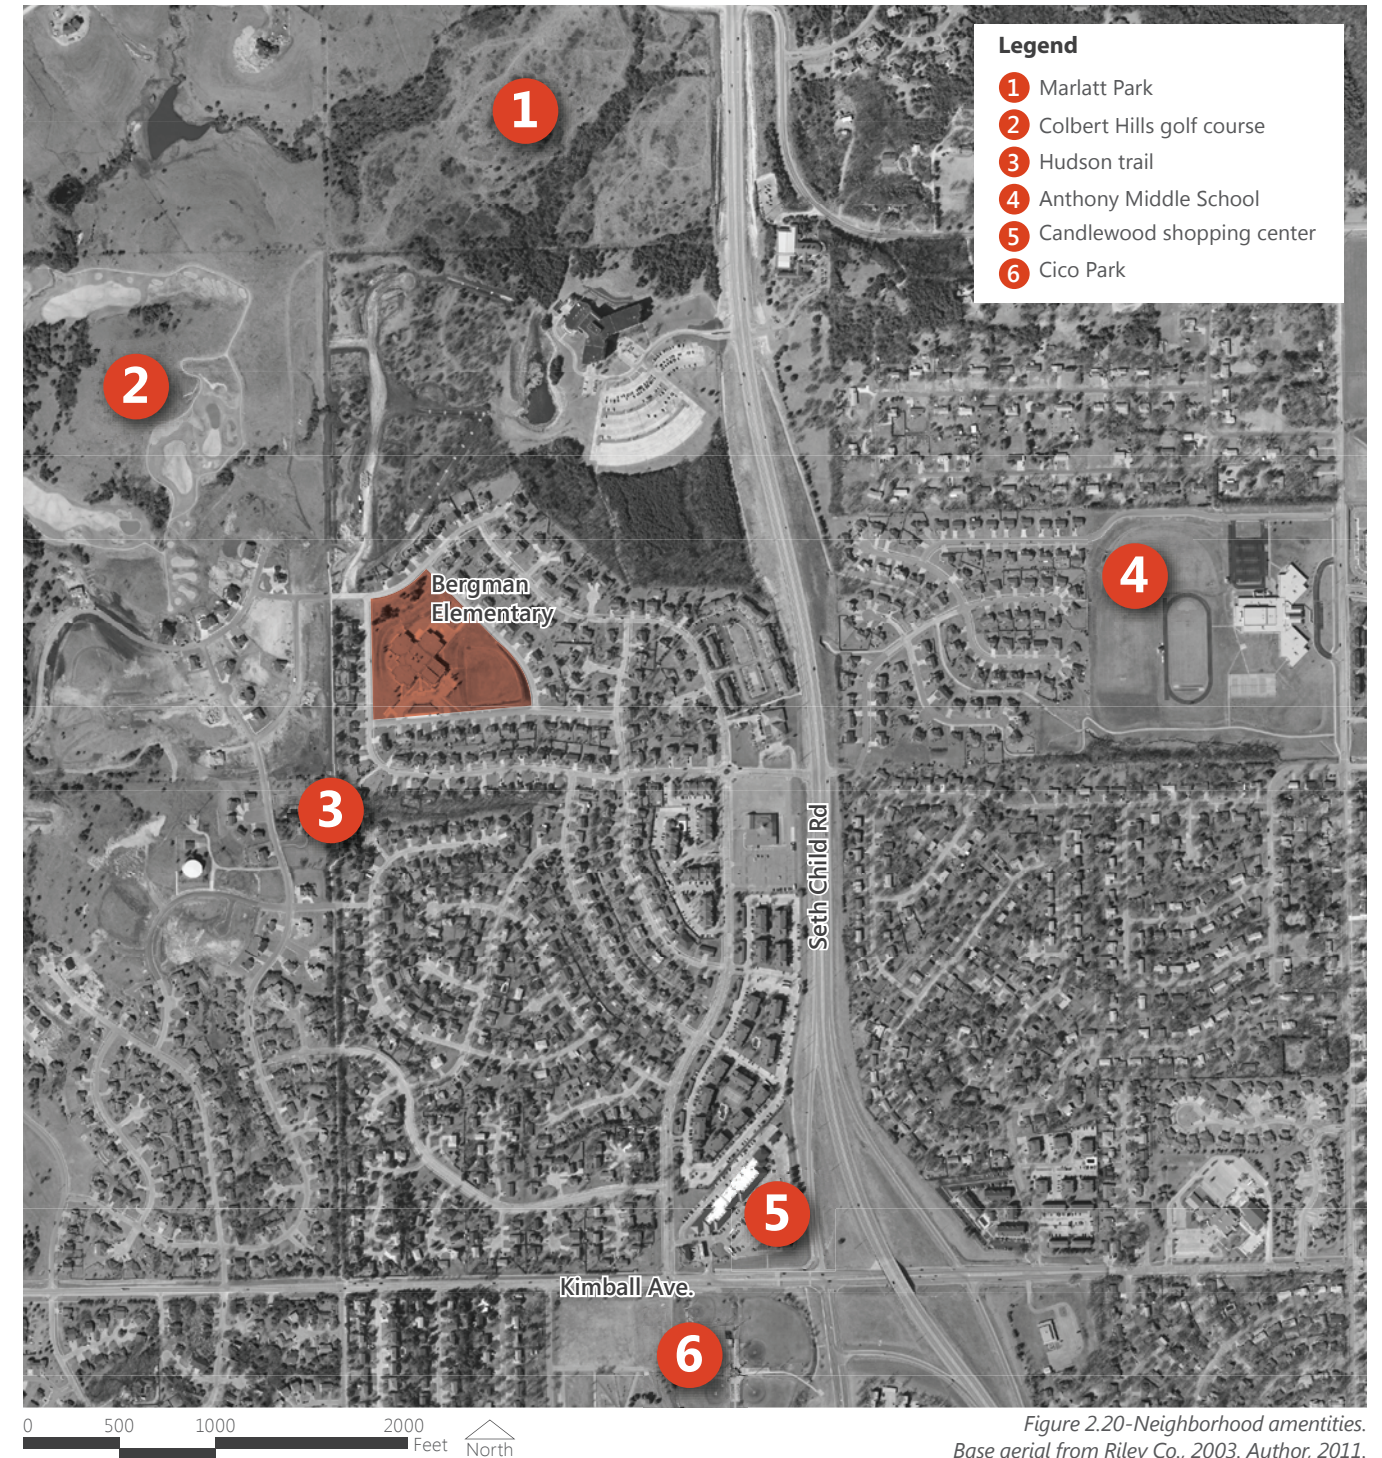 Legend
1 Marlatt Park
2 Colbert Hills golf course
3 Hudson trail
4 Anthony Middle School
5 Candlewood shopping center
6 Cico Park
1
2
Bergman
Elementary
4
3
Seth Child Rd
5
Kimball Ave.
6
0 500 1000 2000
Feet
North
Figure 2.20-Neighborhood amentities.
Base aerial from Riley Co., 2003. Author, 2011.